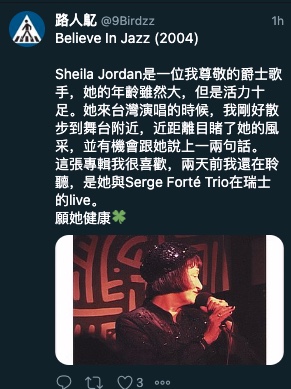 路人髶 @9Birdzz 1h
Believe In Jazz (2004)
Sheila Jordan是一位我尊敬的爵士歌
手，她的年齡雖然大，但是活力十
足。她來台灣演唱的時候，我剛好散
步到舞台附近，近距離目睹了她的風
采，並有機會跟她說上一兩句話。
這張專輯我很喜歡，兩天前我還在聆
聽，是她與Serge Forté Trio在瑞士
的live。
願她健康🍀
3